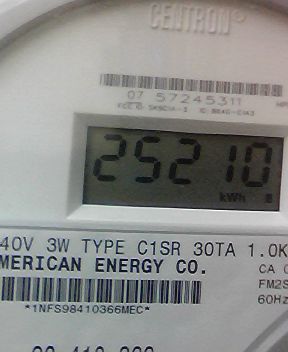 CENTRON®
07 57245311
25210
kWh
40V 3W TYPE C1SR 30TA 1.0K
MERICAN ENERGY CO.
CA
FM2S
60Hz
*1NFS98410366MEC*